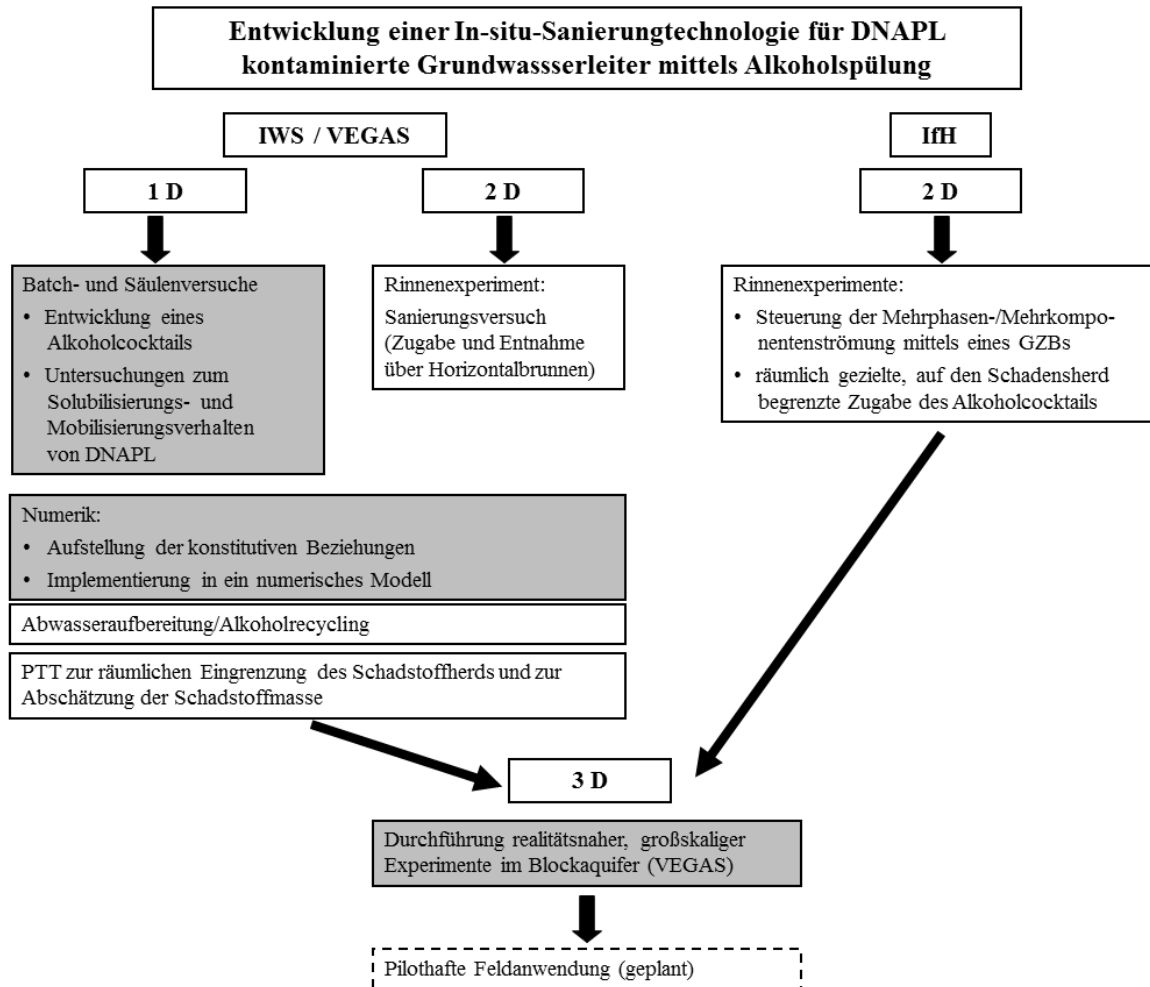 Entwicklung einer In-situ-Sanierungtechnologie für DNAPL
kontaminierte Grundwassserleiter mittels Alkoholspülung
IWS / VEGAS
IfH
1 D
2 D
2 D
Batch- und Säulenversuche
• Entwicklung eines
Alkoholcocktails
• Untersuchungen zum
Solubilisierungs- und
Mobilisierungsverhalten
von DNAPL
Rinnenexperiment:
Sanierungsversuch
(Zugabe und Entnahme
über Horizontalbrunnen)
Rinnenexperimente:
• Steuerung der Mehrphasen-/Mehrkompo-
nentenströmung mittels eines GZBs
• räumlich gezielte, auf den Schadensherd
begrenzte Zugabe des Alkoholcocktails
Numerik:
• Aufstellung der konstitutiven Beziehungen
• Implementierung in ein numerisches Modell
Abwasseraufbereitung/Alkoholrecycling
PTT zur räumlichen Eingrenzung des Schadstoffherds und zur
Abschätzung der Schadstoffmasse
3 D
Durchführung realitätsnaher, großskaliger
Experimente im Blockaquifer (VEGAS)
Pilothafte Feldanwendung (geplant)